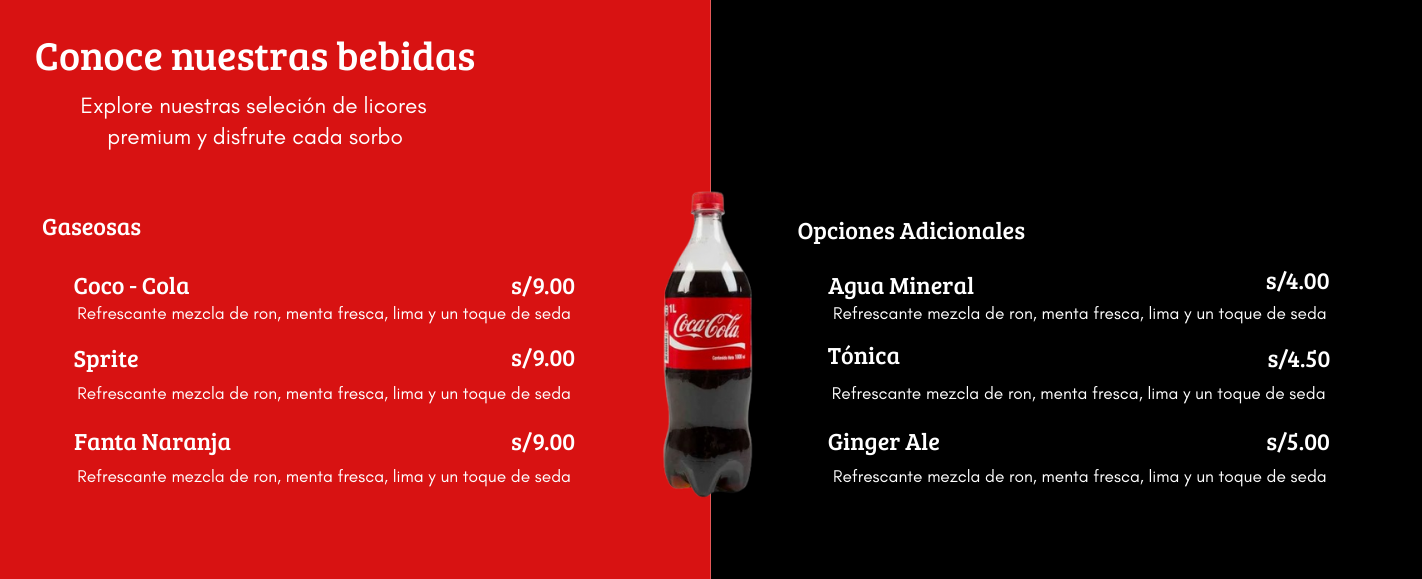 Conoce nuestras bebidas
Explore nuestras seleción de licores
premium y disfrute cada sorbo
Gaseosas
Coco - Cola s/9.00
Refrescante mezcla de ron, menta fresca, lima y un toque de seda
Sprite s/9.00
Refrescante mezcla de ron, menta fresca, lima y un toque de seda
Fanta Naranja s/9.00
Refrescante mezcla de ron, menta fresca, lima y un toque de seda
1L
Coca-Cola
Opciones Adicionales
Agua Mineral s/4.00
Refrescante mezcla de ron, menta fresca, lima y un toque de seda
Tónica s/4.50
Refrescante mezcla de ron, menta fresca, lima y un toque de seda
Ginger Ale s/5.00
Refrescante mezcla de ron, menta fresca, lima y un toque de seda